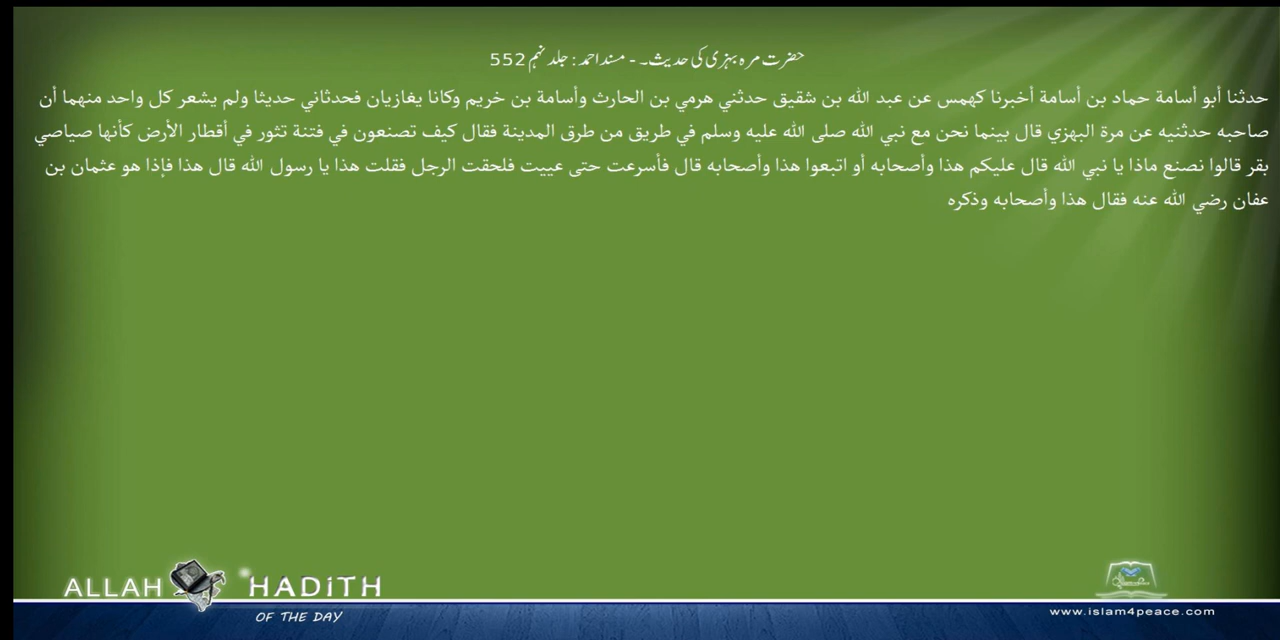 حضرت مرہ بہزی کی حدیث۔ - مسند احمد : جلد نہم 552
حدثنا أبو أسامة حماد بن أسامة أخبرنا كهمس عن عبد الله بن شقيق حدثني هرمي بن الحارث وأسامة بن خريم وكانا يغازيان فحدثاني حديثا ولم يشعر كل واحد منهما أن
صاحبه حدثنيه عن مرة البهزي قال بينما نحن مع نبي الله صلى الله عليه وسلم في طريق من طرق المدينة فقال كيف تصنعون في فتنة تثور في أقطار الأرض كأنها صياصي
بقر قالوا نصنع ماذا يا نبي الله قال عليكم هذا وأصحابه أو اتبعوا هذا وأصحابه قال فأسرعت حتى عييت فلحقت الرجل فقلت هذا يا رسول الله قال هذا فإذا هو عثمان بن
عفان رضي الله عنه فقال هذا وأصحابه وذكره
ALLAH HADITH
OF THE DAY
www.islam4peace.com